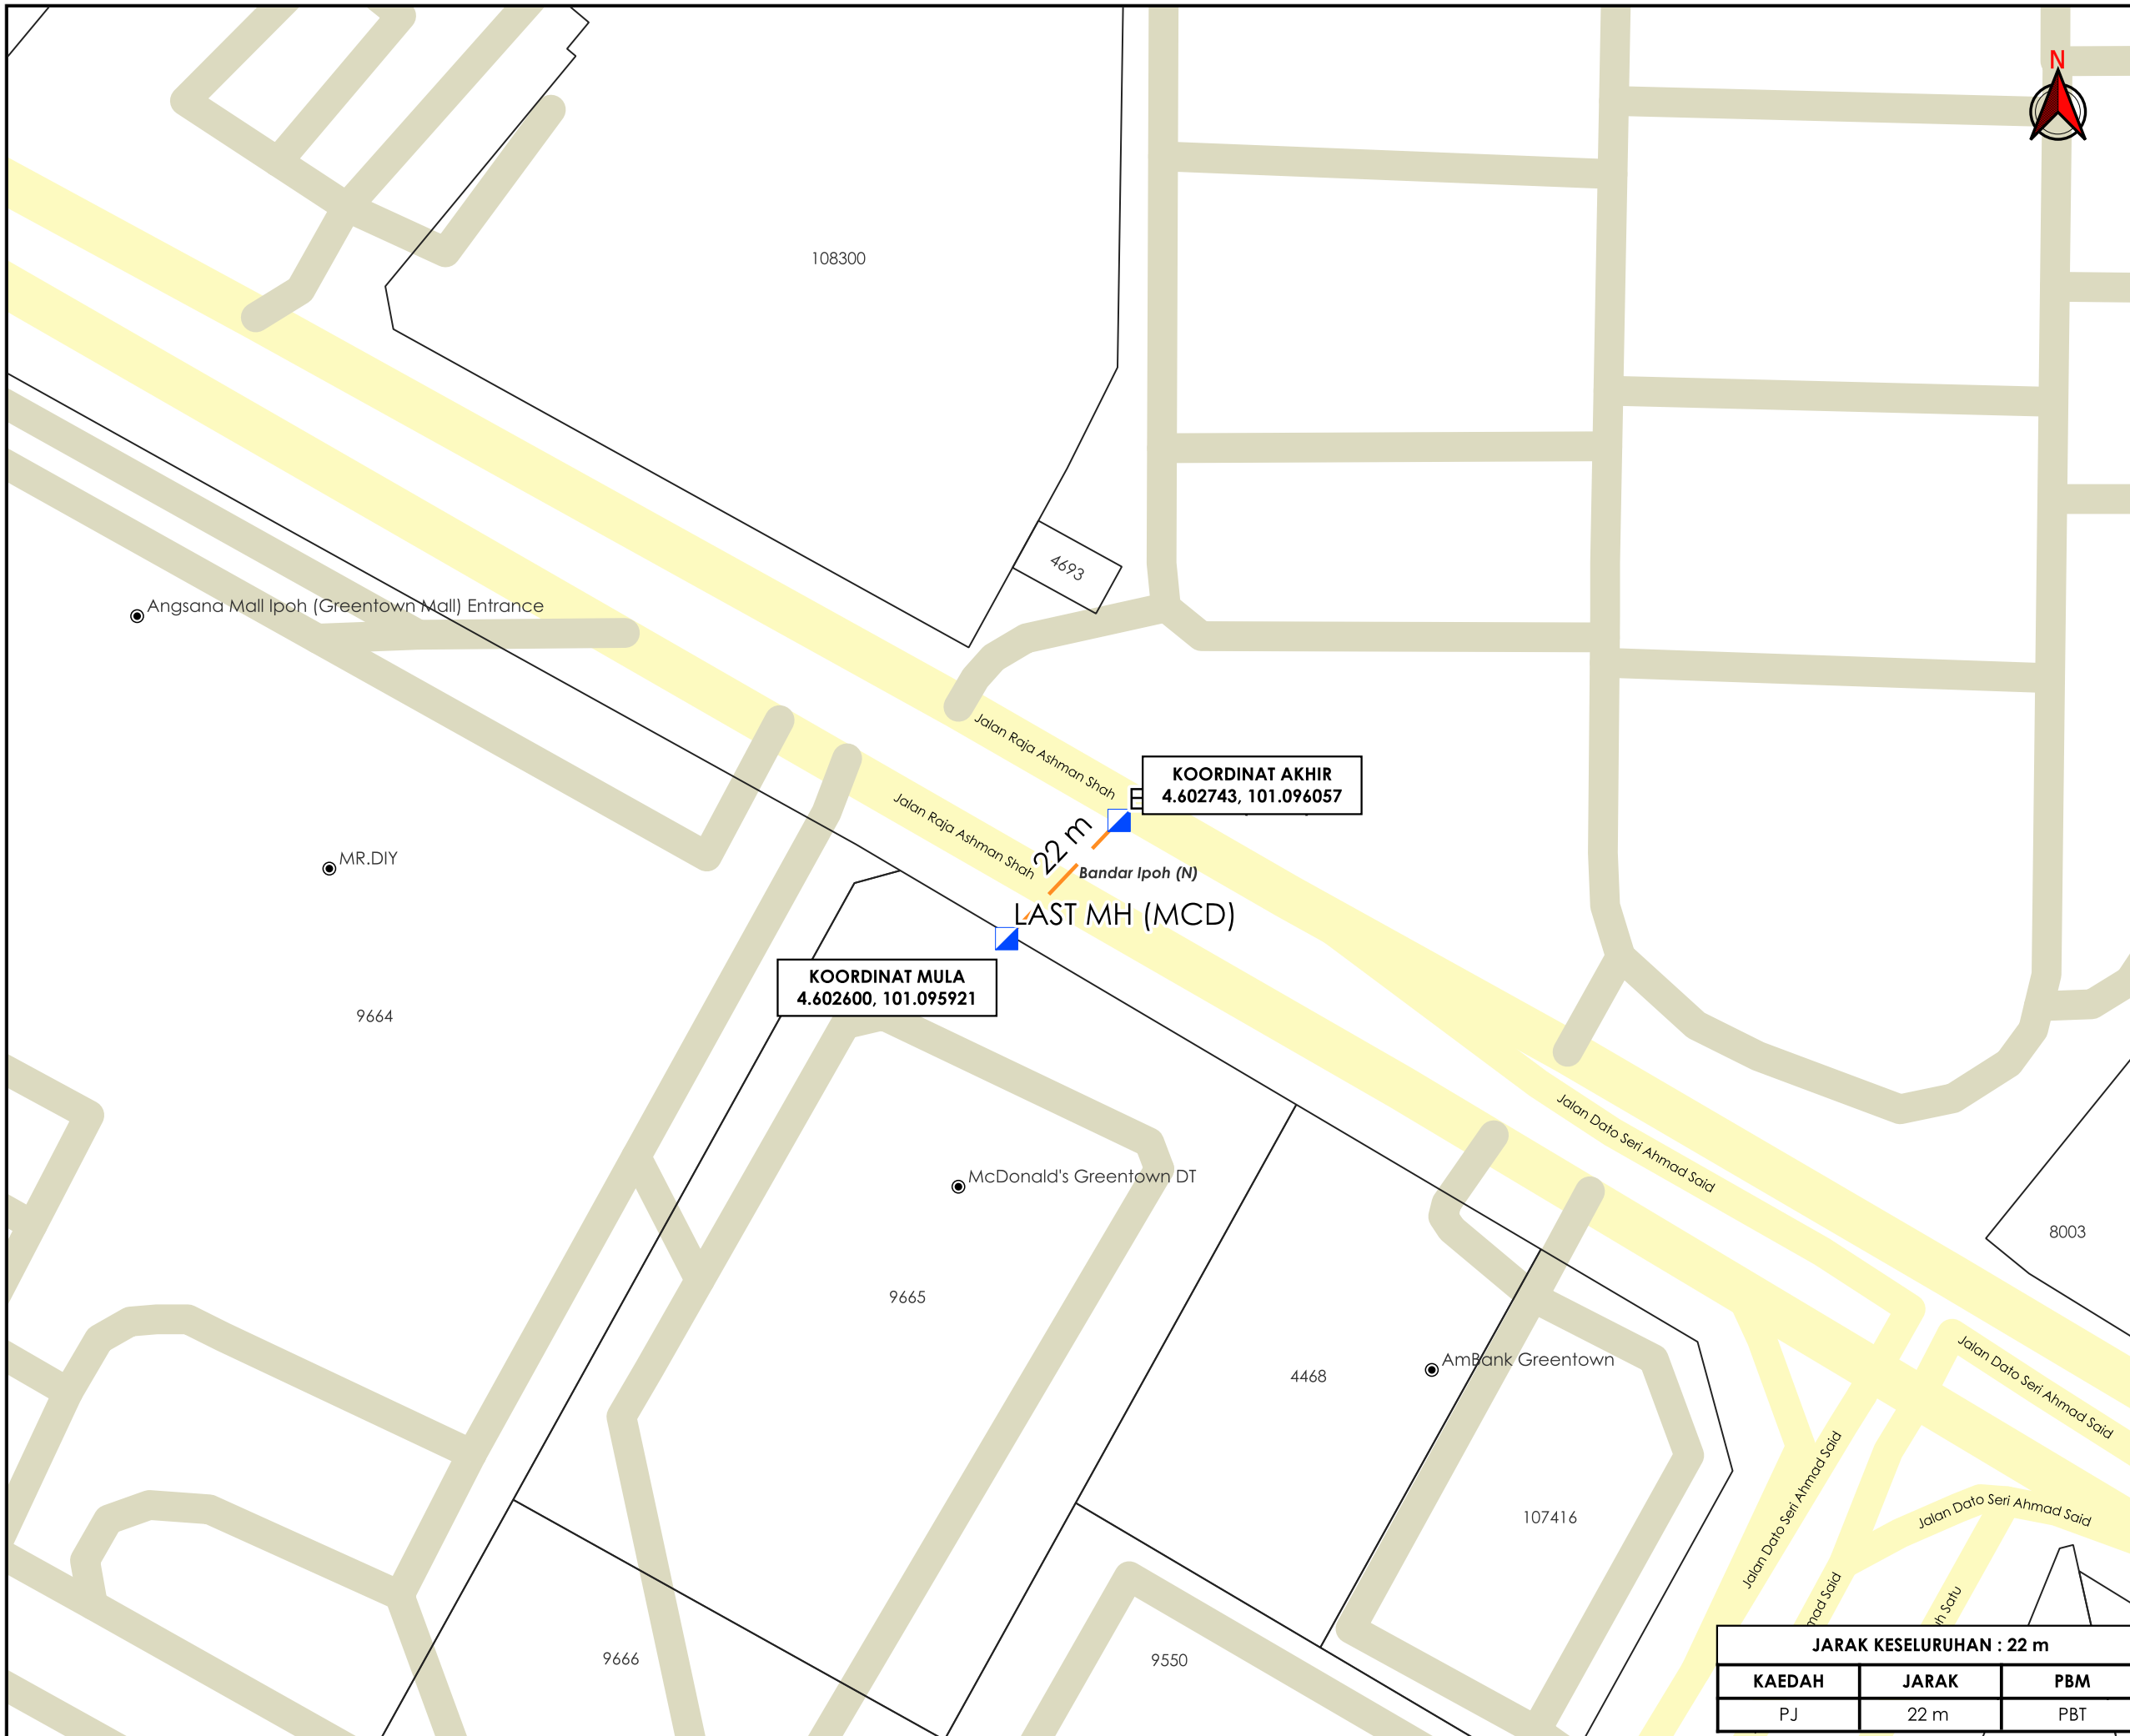 N
108300
4693
Angsana Mall Ipoh (Greentown Mall) Entrance
Jalan Raja Ashman Shah
KOORDINAT AKHIR
4.602743, 101.096057
Jalan Raja Ashman Shah
22 m
MR.DIY
Bandar Ipoh (N)
LAST MH (MCD)
KOORDINAT MULA
4.602600, 101.095921
9664
Jalan Dato Seri Ahmad Said
McDonald's Greentown DT
8003
9665
Jalan Dato Seri Ahmad Said
AmBank Greentown
4468
Jalan Dato Seri Ahmad Said
Jalan Dato Seri Ahmad Said
107416
Said
Satu
9666
9550
JARAK KESELURUHAN : 22 m
KAEDAH JARAK PBM
PJ 22 m PBT